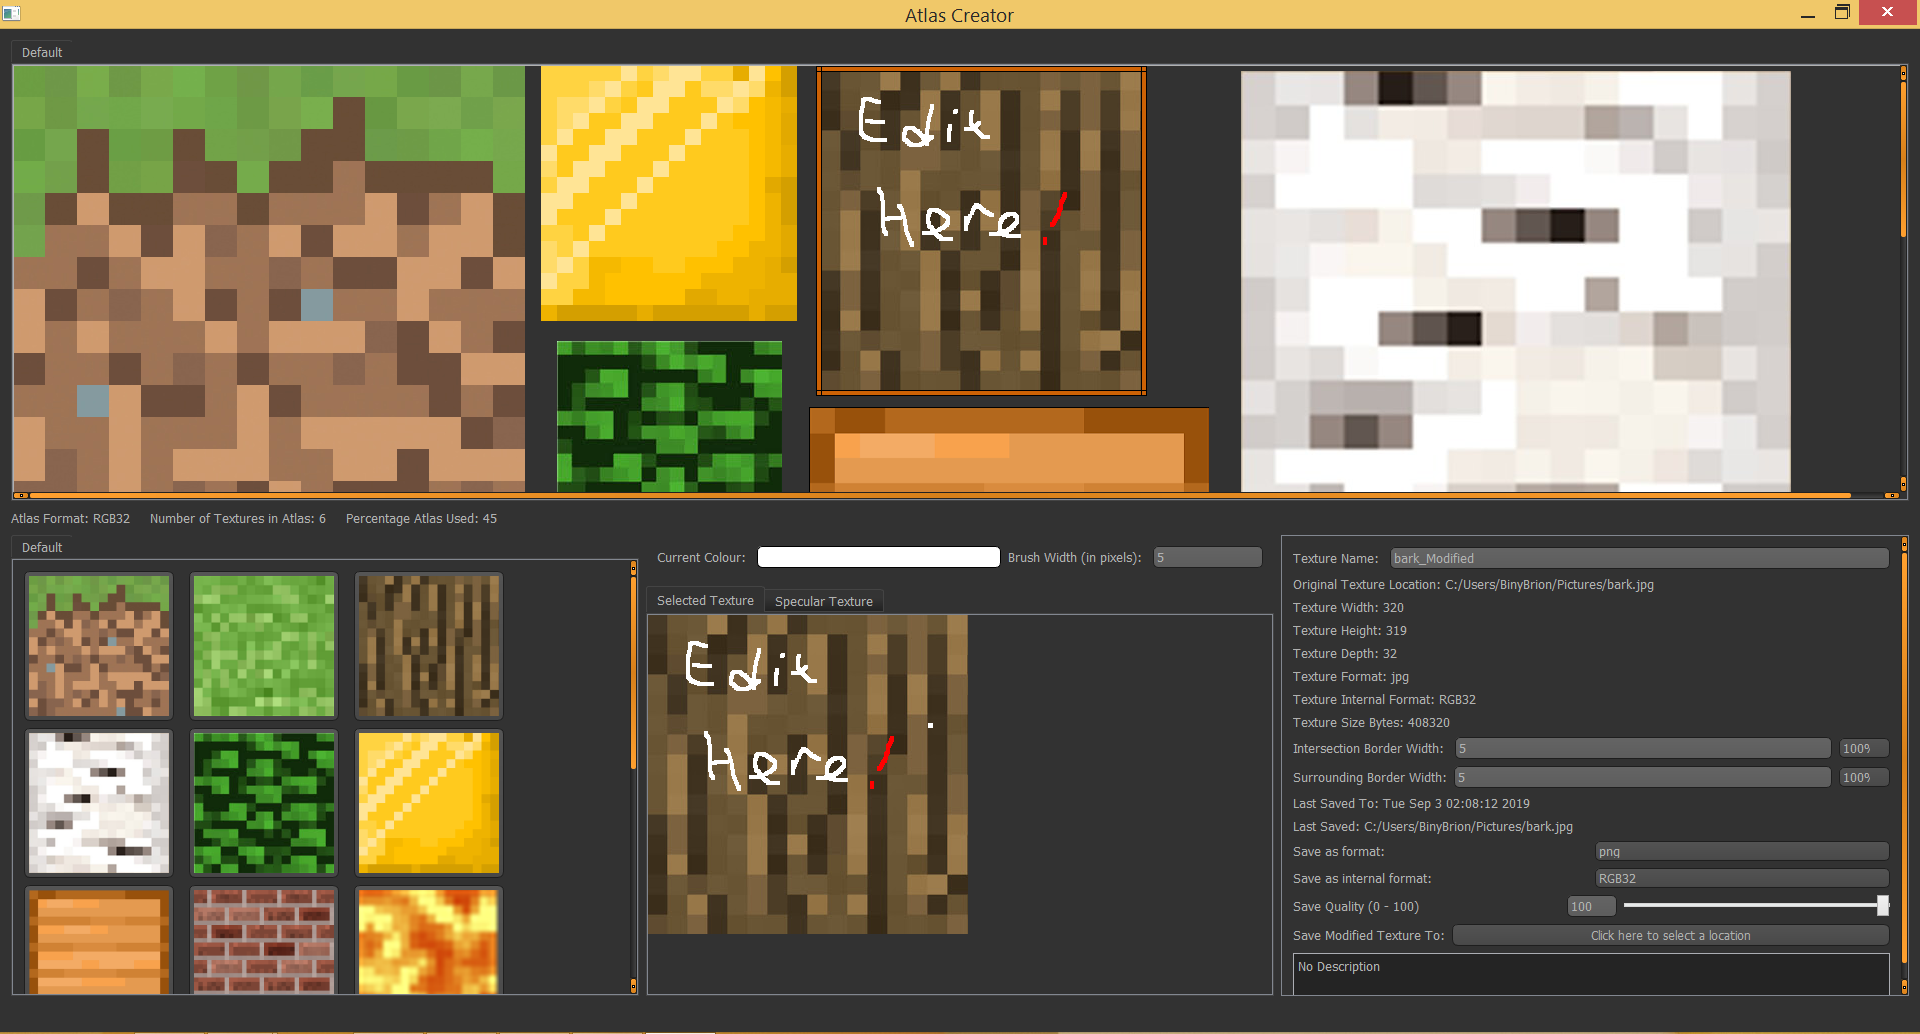 Atlas Creator
Default
Edit
Here !
Atlas Format: RGB32 Number of Textures in Atlas: 6 Percentage Atlas Used: 45
Default
Current Colour: Brush Width (in pixels): 5
Selected Texture Specular Texture
Edit
Here !
Texture Name: bark_Modified
Original Texture Location: C:/Users/BinyBrion/Pictures/bark.jpg
Texture Width: 320
Texture Height: 319
Texture Depth: 32
Texture Format: jpg
Texture Internal Format: RGB32
Texture Size Bytes: 408320
Intersection Border Width: 5 100%
Surrounding Border Width: 5 100%
Last Saved To: Tue Sep 3 02:08:12 2019
Last Saved: C:/Users/BinyBrion/Pictures/bark.jpg
Save as format: png
Save as internal format: RGB32
Save Quality (0 - 100) 100
Save Modified Texture To: Click here to select a location
No Description